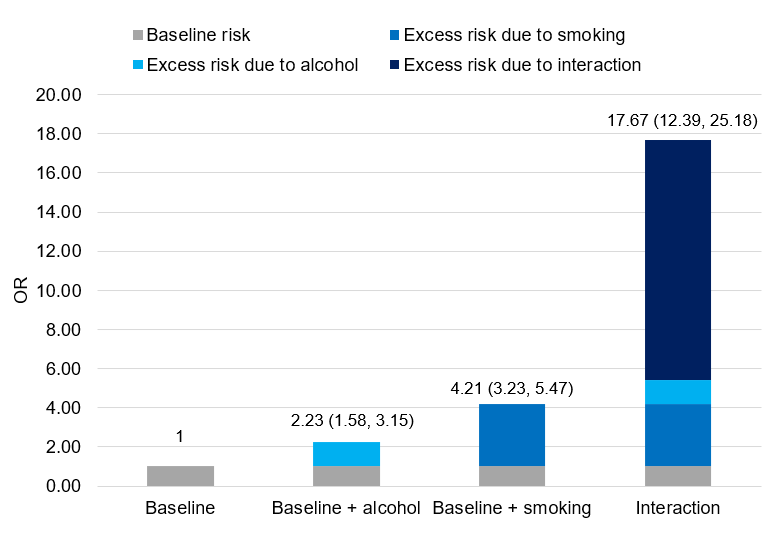 Baseline risk
Excess risk due to smoking
Excess risk due to alcohol
Excess risk due to interaction
20.00
18.00
16.00
14.00
12.00
10.00
8.00
6.00
4.00
2.00
0.00
OR
1
2.23 (1.58, 3.15)
4.21 (3.23, 5.47)
17.67 (12.39, 25.18)
Baseline
Baseline + alcohol
Baseline + smoking
Interaction